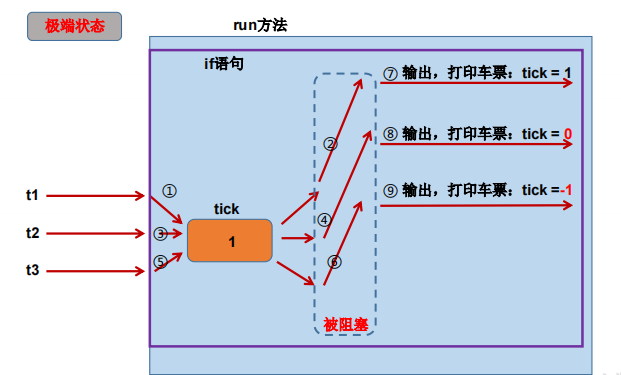 极端状态
run方法
if语句
⑦ 输出，打印车票：tick = 1
②
⑧ 输出，打印车票：tick = 0
t1
①
⑨ 输出，打印车票：tick =-1
tick
t2
③
1
④
t3
⑤
⑥
被阻塞